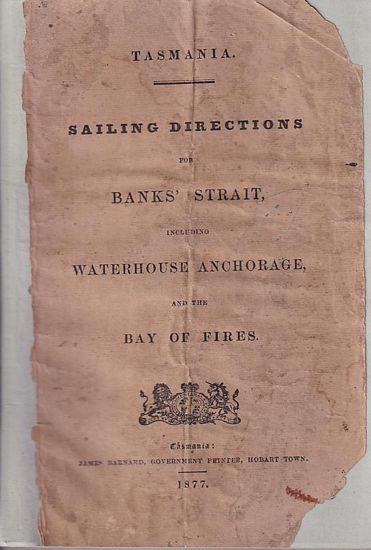 TASMANIA.
SAILING DIRECTIONS
FOR
BANKS' STRAIT,
INCLUDING
WATERHOUSE ANCHORAGE,
AND THE
BAY OF FIRES.
Tasmania:
JAMES BARNARD, GOVERNMENT PRINTER, HOBART TOWN.
1877.